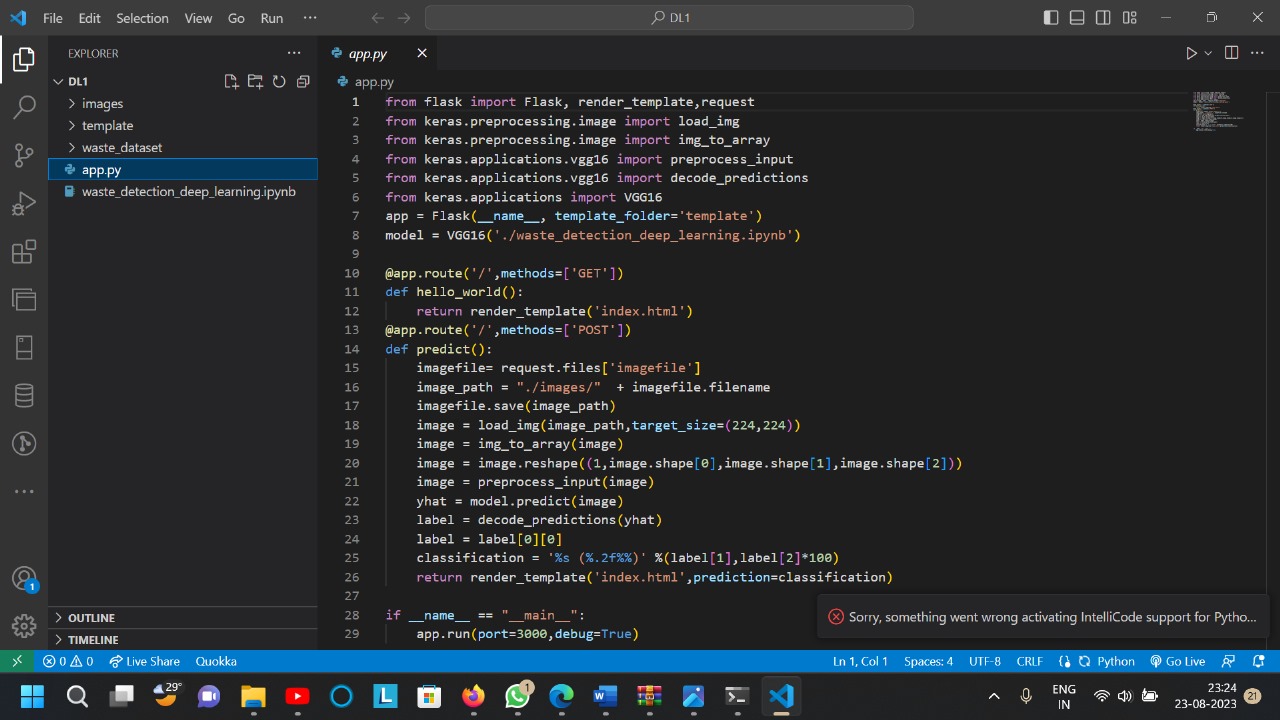 File Edit Selection View Go Run ··· DL1
EXPLORER
DL1
images
template
waste_dataset
app.py
waste_detection_deep_learning.ipynb
OUTLINE
TIMELINE
app.py
app.py
1 from flask import Flask, render_template,request
2 from keras.preprocessing.image import load_img
3 from keras.preprocessing.image import img_to_array
4 from keras.applications.vgg16 import preprocess_input
5 from keras.applications.vgg16 import decode_predictions
6 from keras.applications import VGG16
7 app = Flask(__name__, template_folder='template')
8 model = VGG16('./waste_detection_deep_learning.ipynb')
9
10 @app.route('/',methods=['GET'])
11 def hello_world():
12     return render_template('index.html')
13 @app.route('/',methods=['POST'])
14 def predict():
15     imagefile= request.files['imagefile']
16     image_path = "./images/"  + imagefile.filename
17     imagefile.save(image_path)
18     image = load_img(image_path,target_size=(224,224))
19     image = img_to_array(image)
20     image = image.reshape((1,image.shape[0],image.shape[1],image.shape[2]))
21     image = preprocess_input(image)
22     yhat = model.predict(image)
23     label = decode_predictions(yhat)
24     label = label[0][0]
25     classification = '%s (%.2f%%)' %(label[1],label[2]*100)
26     return render_template('index.html',prediction=classification)
27
28 if __name__ == "__main__":
29     app.run(port=3000,debug=True)
Sorry, something went wrong activating IntelliCode support for Pytho...
1
0 0 Live Share Quokka Ln 1, Col 1 Spaces: 4 UTF-8 CRLF {} Python Go Live
29° L 1 W ENG IN 23:24 23-08-2023 21